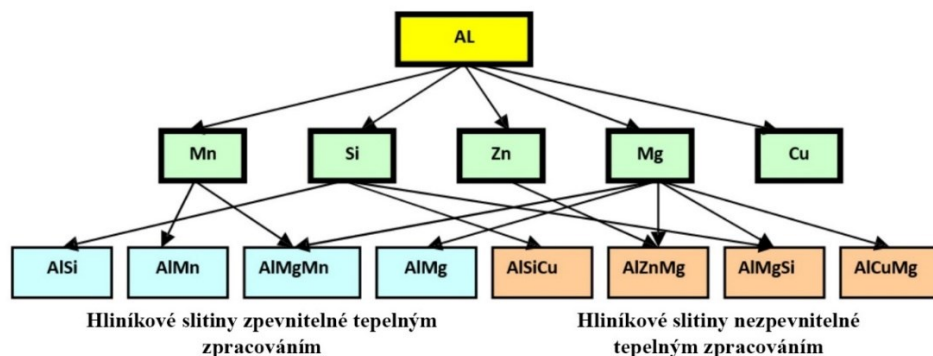 AL
Mn Si Zn Mg Cu
AlSi AlMn AlMgMn AlMg AlSiCu AlZnMg AlMgSi AlCuMg
Hliníkové slitiny zpevnitelné tepelným
zpracováním
Hliníkové slitiny nezpevnitelné
tepelným zpracováním